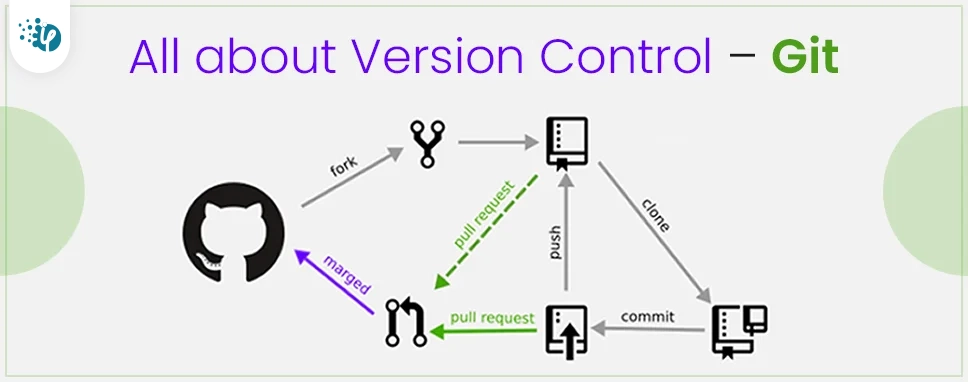 All about Version Control – Git
fork
pull request
clone
push
marged
pull request
commit